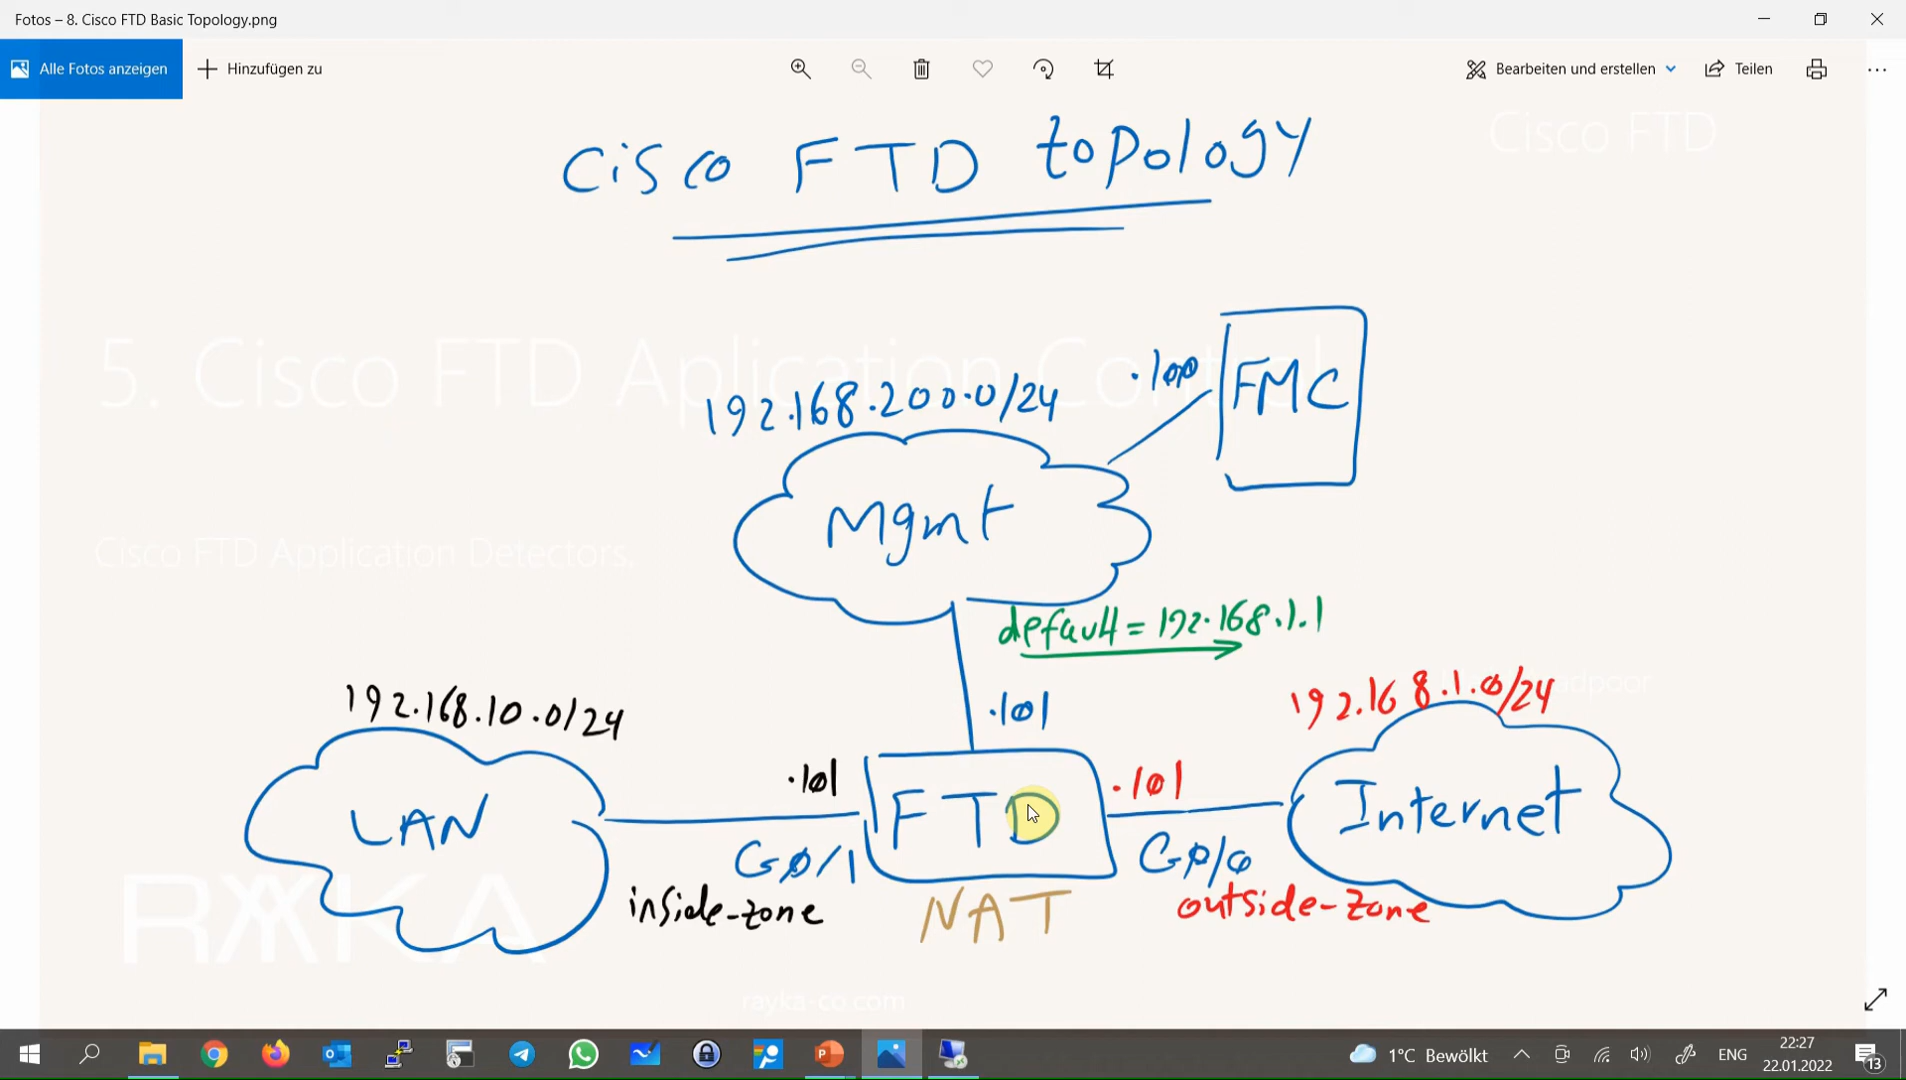 Fotos – 8. Cisco FTD Basic Topology.png
Alle Fotos anzeigen
Hinzufügen zu
Bearbeiten und erstellen
Teilen
Cisco FTD
Cisco FTD topology
5. Cisco FTD Aplication Control
FMC
.100
192.168.200.0/24
Mgmt
Cisco FTD Application Detectors,
default = 192.168.1.1
192.168.10.0/24
.101
192.168.1.0/24
.101
.101
LAN
FTD
Internet
G0/1
G0/0
inside-zone
NAT
outside-zone
RAYKA
rayka-co.com
1°C Bewölkt
ENG
22:27
22.01.2022
13